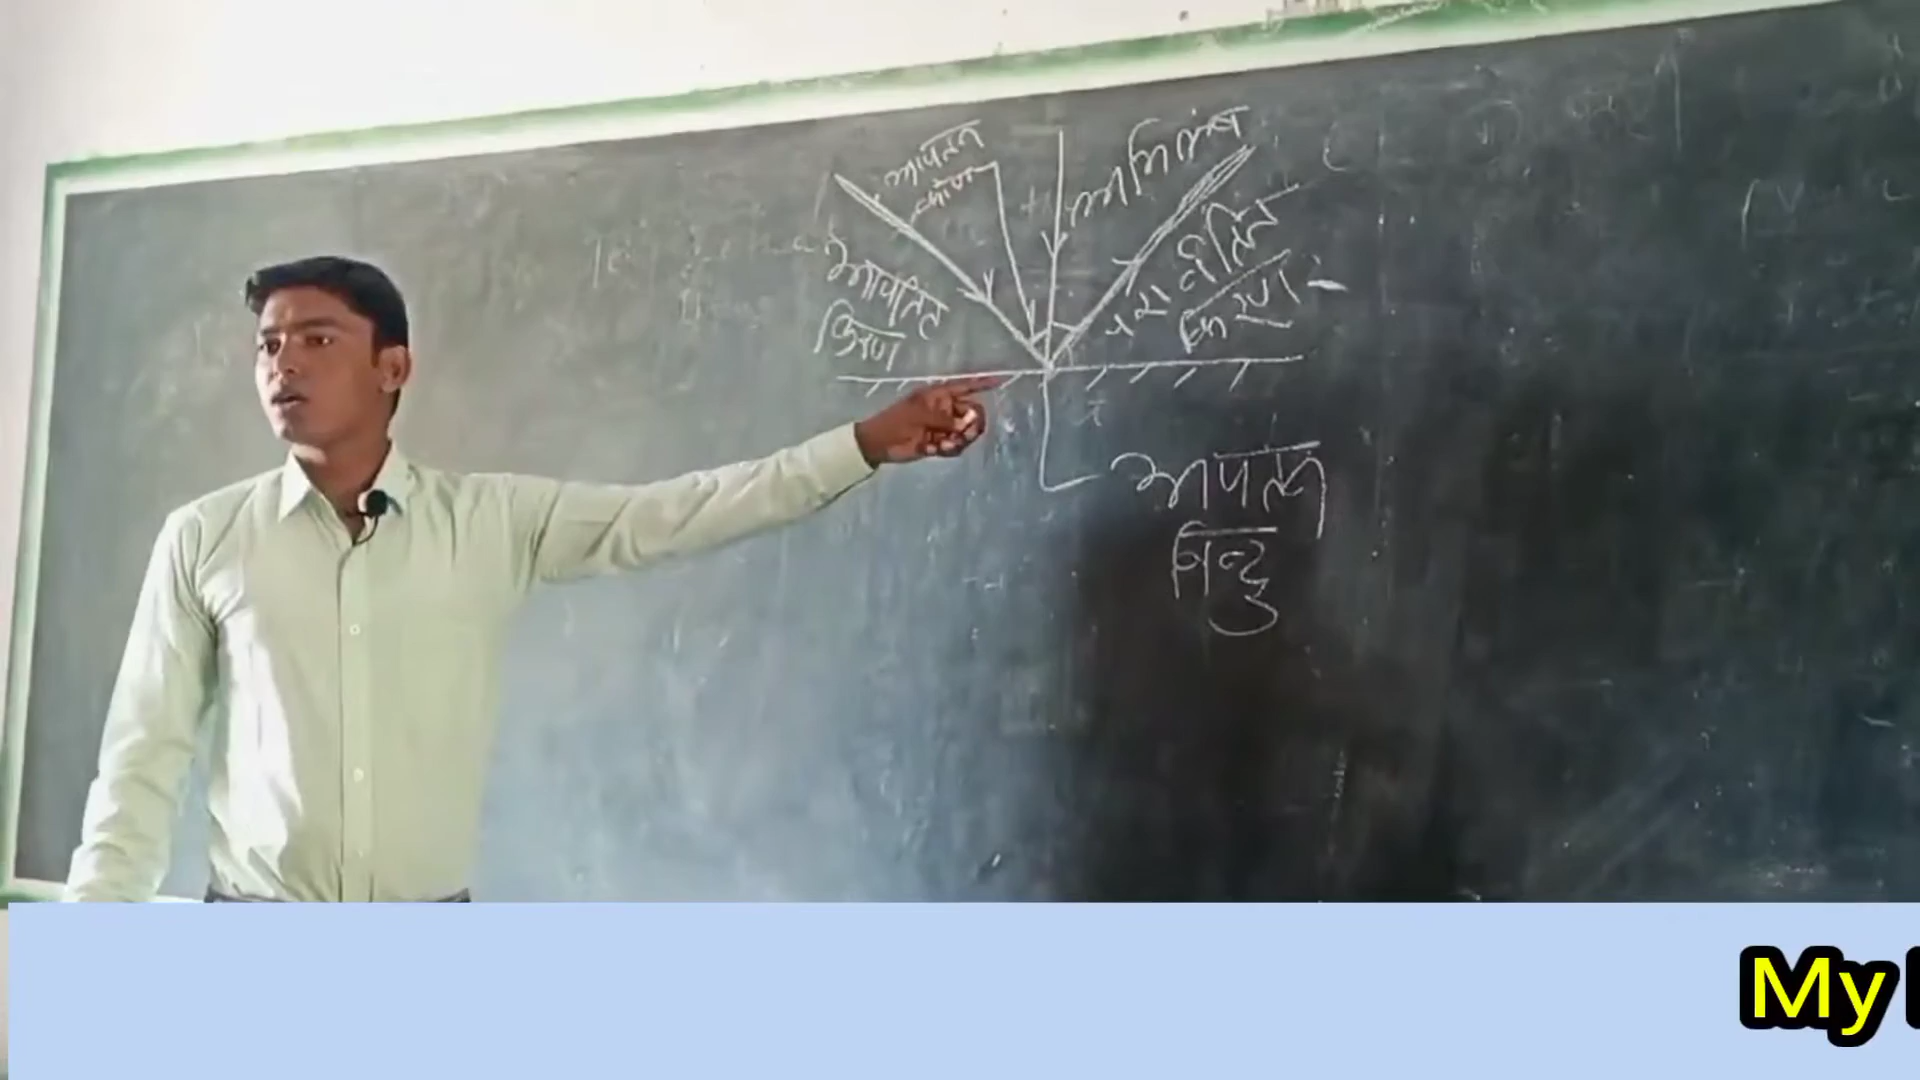 आपतन
कोण
अभिलंब
आपतित
किरण
परावर्तित
किरण
आपतन
बिन्दु
My